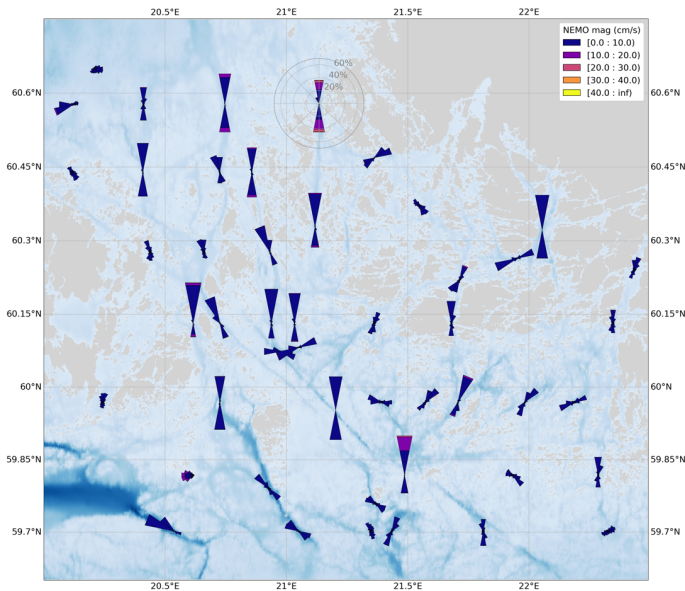 20.5°E 21°E 21.5°E 22°E
NEMO mag (cm/s)
[0.0 : 10.0)
[10.0 : 20.0)
[20.0 : 30.0)
[30.0 : 40.0)
[40.0 : inf)
60%
40%
20%
60.6°N
60.45°N
60.3°N
60.15°N
60°N
59.85°N
59.7°N
60.6°N
60.45°N
60.3°N
60.15°N
60°N
59.85°N
59.7°N
20.5°E 21°E 21.5°E 22°E